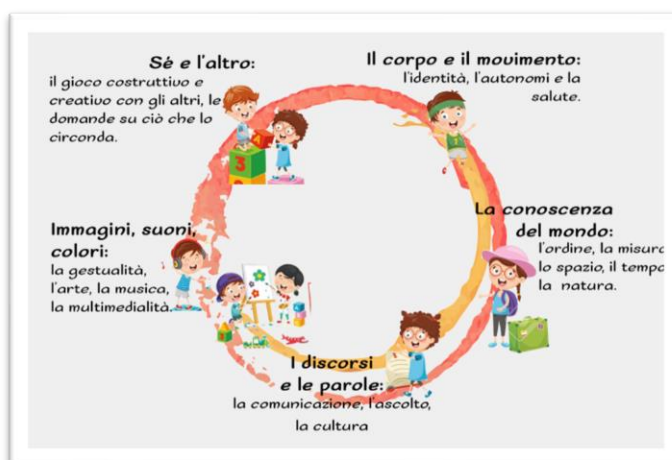 Sé e l'altro:
il gioco costruttivo e
creativo con gli altri, le
domande su ciò che lo
circonda.
Il corpo e il movimento:
l'identità, l'autonomi e la
salute.
La conoscenza
del mondo:
l'ordine, la misura
lo spazio, il tempo
la natura.
I discorsi
e le parole:
la comunicazione, l'ascolto,
la cultura
Immagini, suoni,
colori:
la gestualità,
l'arte, la musica,
la multimedialità.
3
A